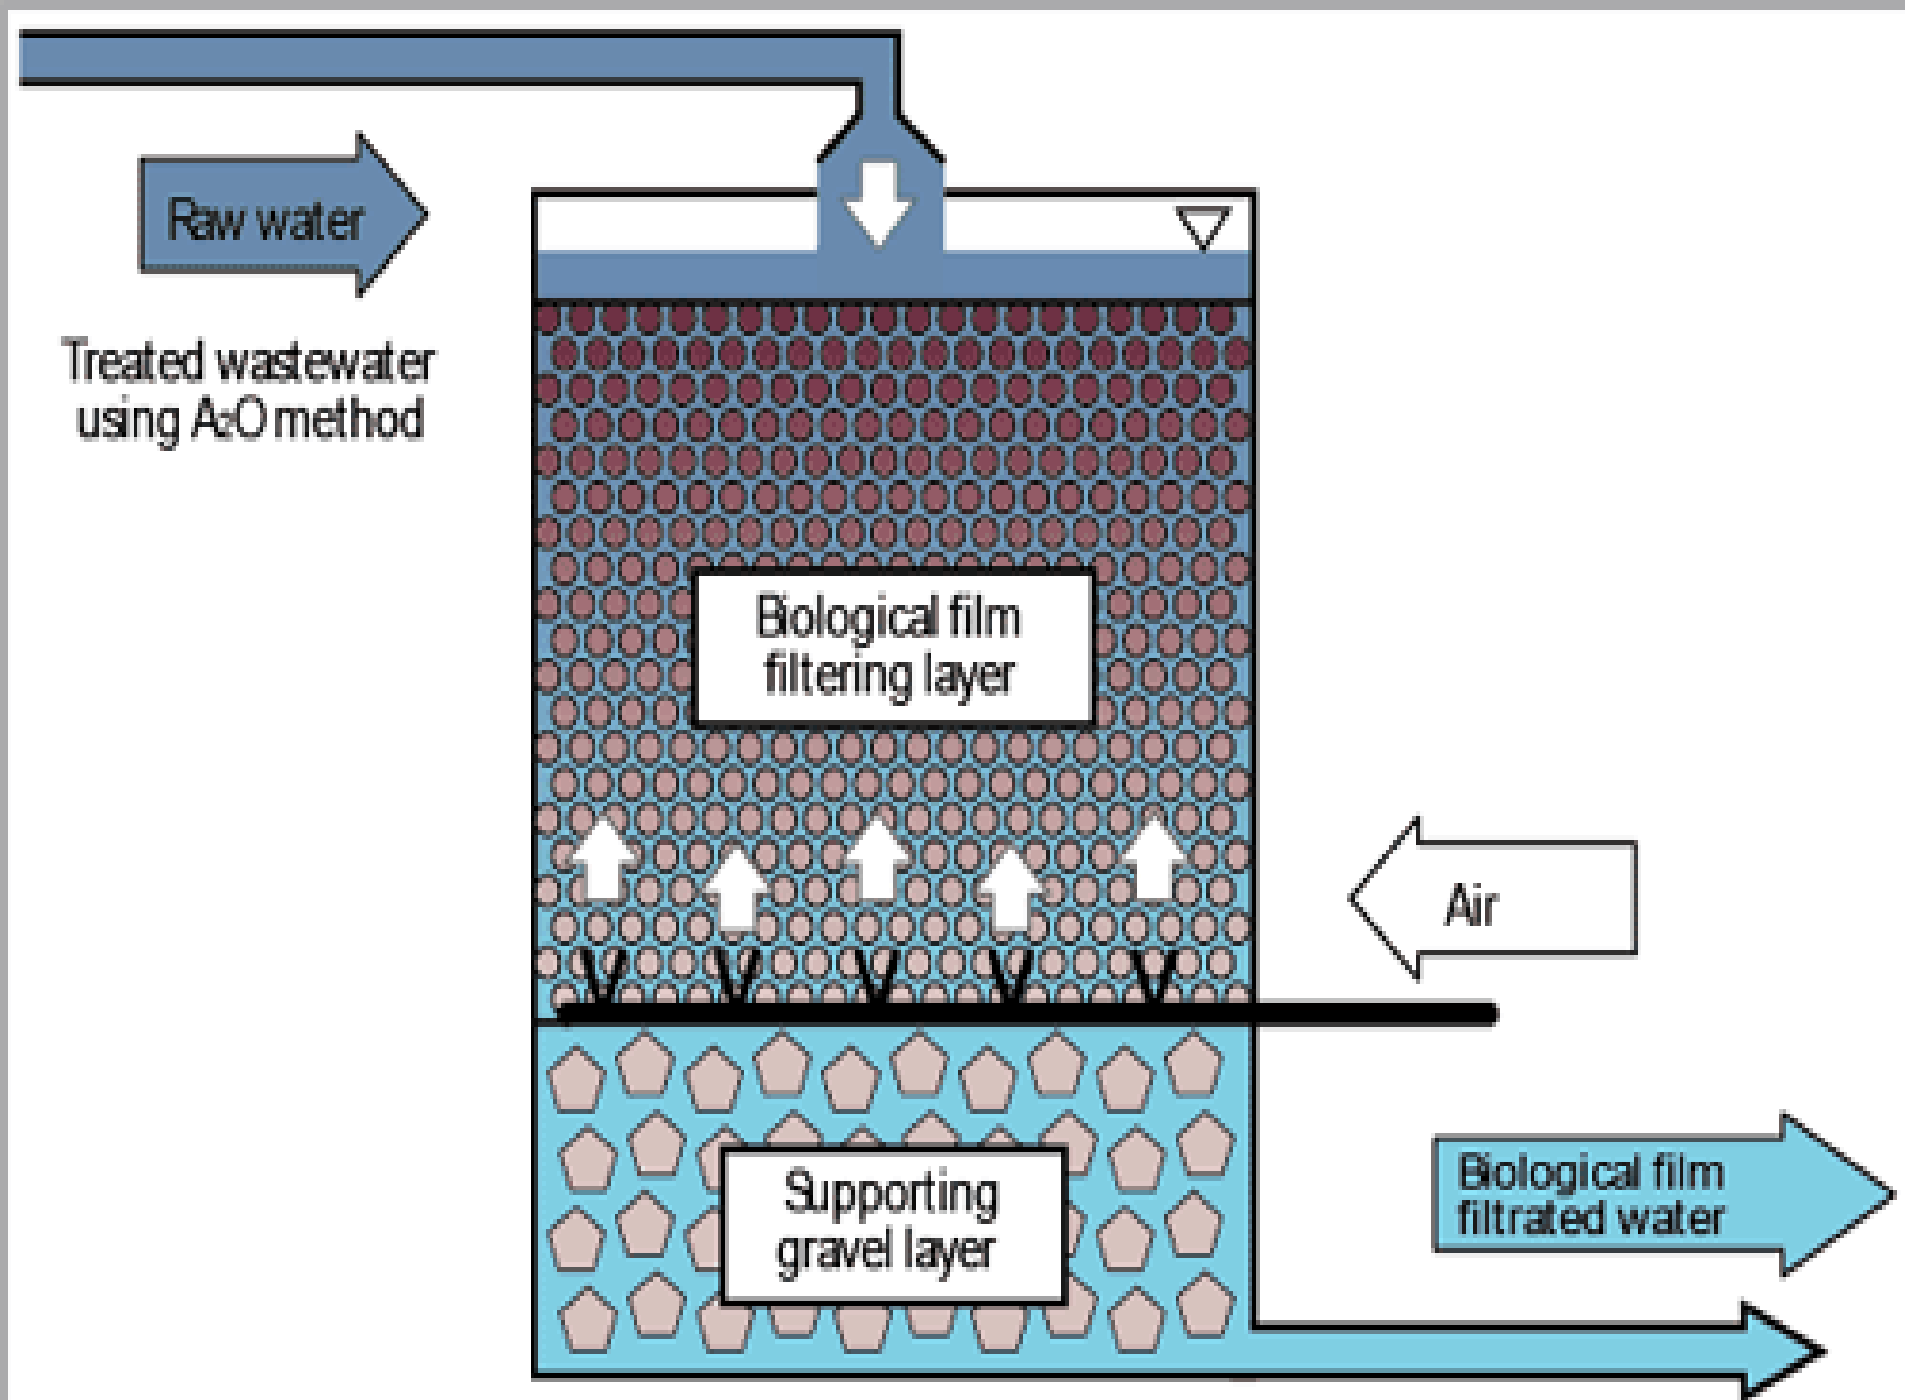 Raw water
Treated wastewater
using A₂O method
Biological film
filtering layer
Air
Biological film
filtrated water
Supporting
gravel layer